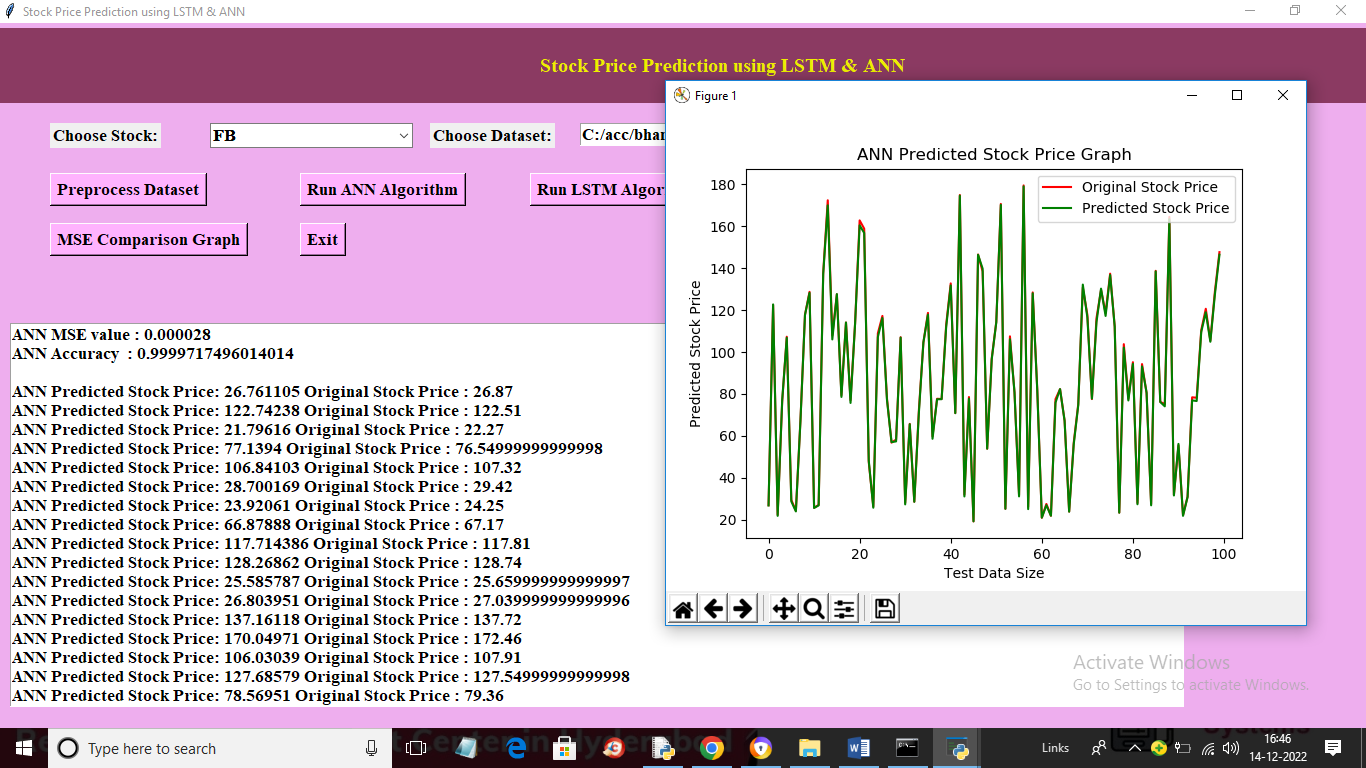 Stock Price Prediction using LSTM & ANN
Stock Price Prediction using LSTM & ANN
Choose Stock: FB Choose Dataset: C:/acc/bhar
Preprocess Dataset Run ANN Algorithm Run LSTM Algor
MSE Comparison Graph Exit
ANN MSE value : 0.000028
ANN Accuracy : 0.9999717496014014
ANN Predicted Stock Price: 26.761105 Original Stock Price : 26.87
ANN Predicted Stock Price: 122.74238 Original Stock Price : 122.51
ANN Predicted Stock Price: 21.79616 Original Stock Price : 22.27
ANN Predicted Stock Price: 77.1394 Original Stock Price : 76.54999999999998
ANN Predicted Stock Price: 106.84103 Original Stock Price : 107.32
ANN Predicted Stock Price: 28.700169 Original Stock Price : 29.42
ANN Predicted Stock Price: 23.92061 Original Stock Price : 24.25
ANN Predicted Stock Price: 66.87888 Original Stock Price : 67.17
ANN Predicted Stock Price: 117.714386 Original Stock Price : 117.81
ANN Predicted Stock Price: 128.26862 Original Stock Price : 128.74
ANN Predicted Stock Price: 25.585787 Original Stock Price : 25.659999999999997
ANN Predicted Stock Price: 26.803951 Original Stock Price : 27.039999999999996
ANN Predicted Stock Price: 137.16118 Original Stock Price : 137.72
ANN Predicted Stock Price: 170.04971 Original Stock Price : 172.46
ANN Predicted Stock Price: 106.03039 Original Stock Price : 107.91
ANN Predicted Stock Price: 127.68579 Original Stock Price : 127.54999999999998
ANN Predicted Stock Price: 78.56951 Original Stock Price : 79.36
Figure 1
ANN Predicted Stock Price Graph
Original Stock Price
Predicted Stock Price
Predicted Stock Price
180
160
140
120
100
80
60
40
20
0 20 40 60 80 100
Test Data Size
Activate Windows
Go to Settings to activate Windows.
Type here to search
Links
16:46
14-12-2022